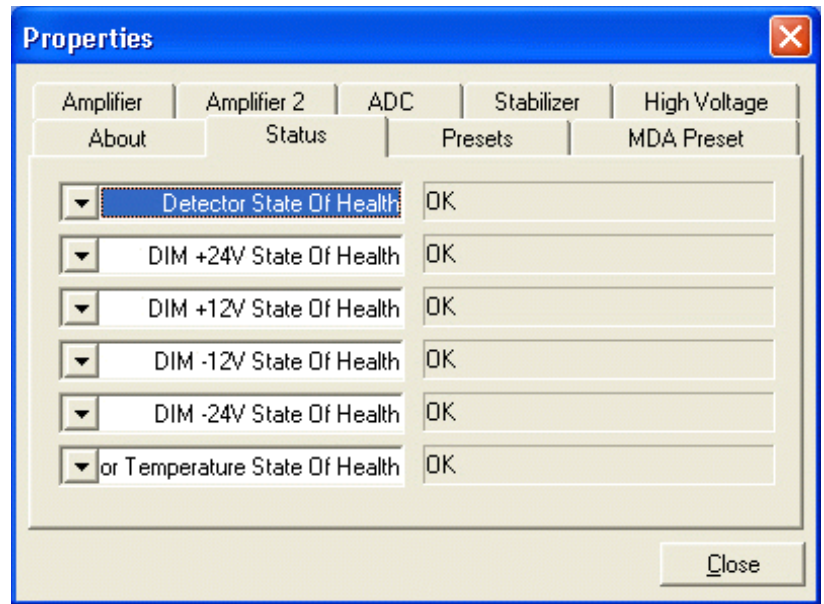 Properties
Amplifier Amplifier 2 ADC Stabilizer High Voltage
About Status Presets MDA Preset
Detector State Of Health OK
DIM +24V State Of Health OK
DIM +12V State Of Health OK
DIM -12V State Of Health OK
DIM -24V State Of Health OK
or Temperature State Of Health OK
Close